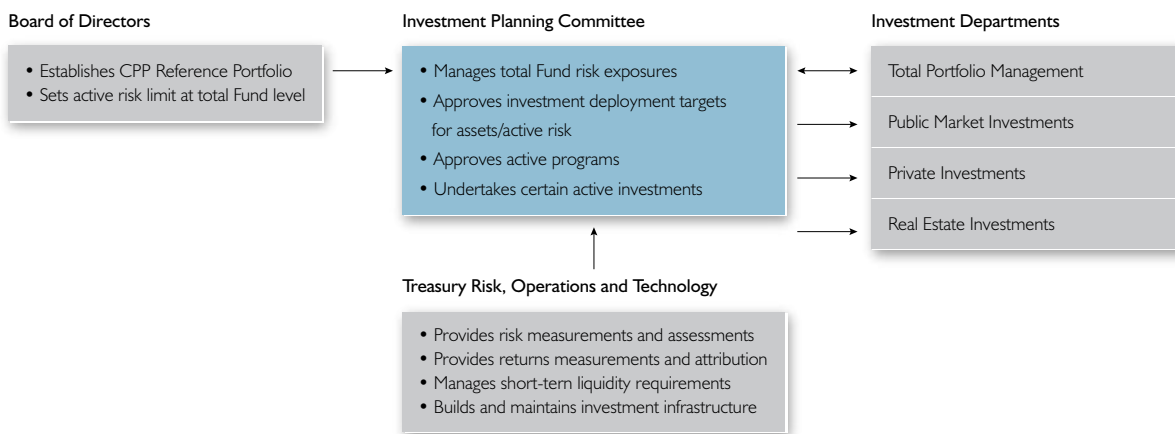 Board of Directors
• Establishes CPP Reference Portfolio
• Sets active risk limit at total Fund level
Investment Planning Committee
• Manages total Fund risk exposures
• Approves investment deployment targets
for assets/active risk
• Approves active programs
• Undertakes certain active investments
Investment Departments
Total Portfolio Management
Public Market Investments
Private Investments
Real Estate Investments
Treasury Risk, Operations and Technology
• Provides risk measurements and assessments
• Provides returns measurements and attribution
• Manages short-tern liquidity requirements
• Builds and maintains investment infrastructure